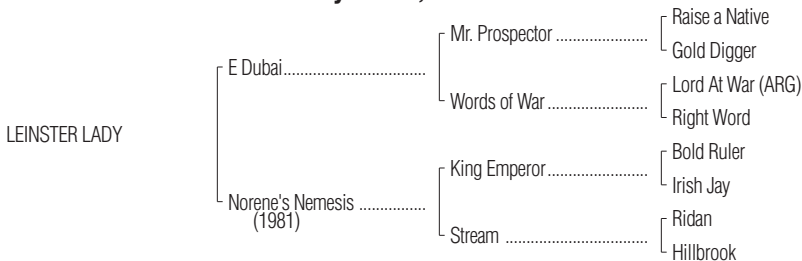 Raise a Native
Mr. Prospector ......................
Gold Digger
E Dubai..................................
Lord At War (ARG)
Words of War ........................
Right Word
LEINSTER LADY
Bold Ruler
King Emperor........................
Irish Jay
Norene's Nemesis ................
(1981)
Ridan
Stream ..................................
Hillbrook